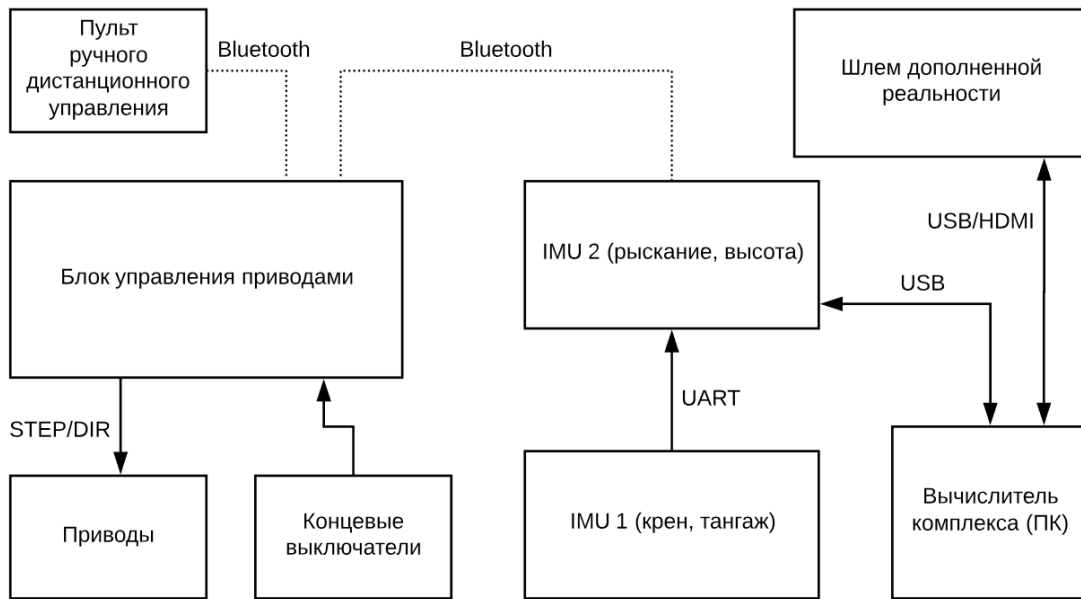 Пульт
ручного
дистанционного
управления
Bluetooth
Bluetooth
Шлем дополненной
реальности
Блок управления приводами
IMU 2 (рыскание, высота)
USB/HDMI
USB
STEP/DIR
UART
Приводы
Концевые
выключатели
IMU 1 (крен, тангаж)
Вычислитель
комплекса (ПК)